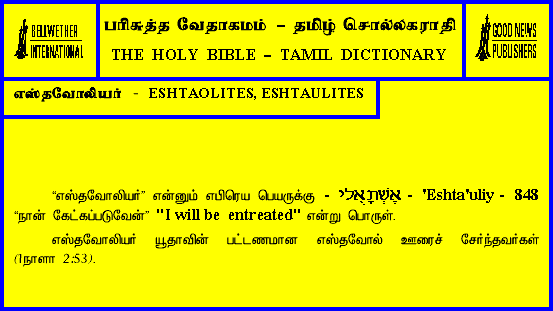 BELLWETHER
INTERNATIONAL
பரிசுத்த வேதாகமம் – தமிழ் சொல்லகராதி
THE HOLY BIBLE – TAMIL DICTIONARY
GOOD NEWS
PUBLISHERS
எஸ்தவோலியர் - ESHTAOLITES, ESHTAULITES
“எஸ்தவோலியர்” என்னும் எபிரெய பெயருக்கு - אֶשְׁתָּאֻלִי - 'Eshta'uliy - 848
“நான் கேட்கப்படுவேன்” "I will be entreated" என்று பொருள்.
எஸ்தவோலியர் யூதாவின் பட்டணமான எஸ்தவோல் ஊரைச் சேர்ந்தவர்கள்
(1நாளா 2:53).